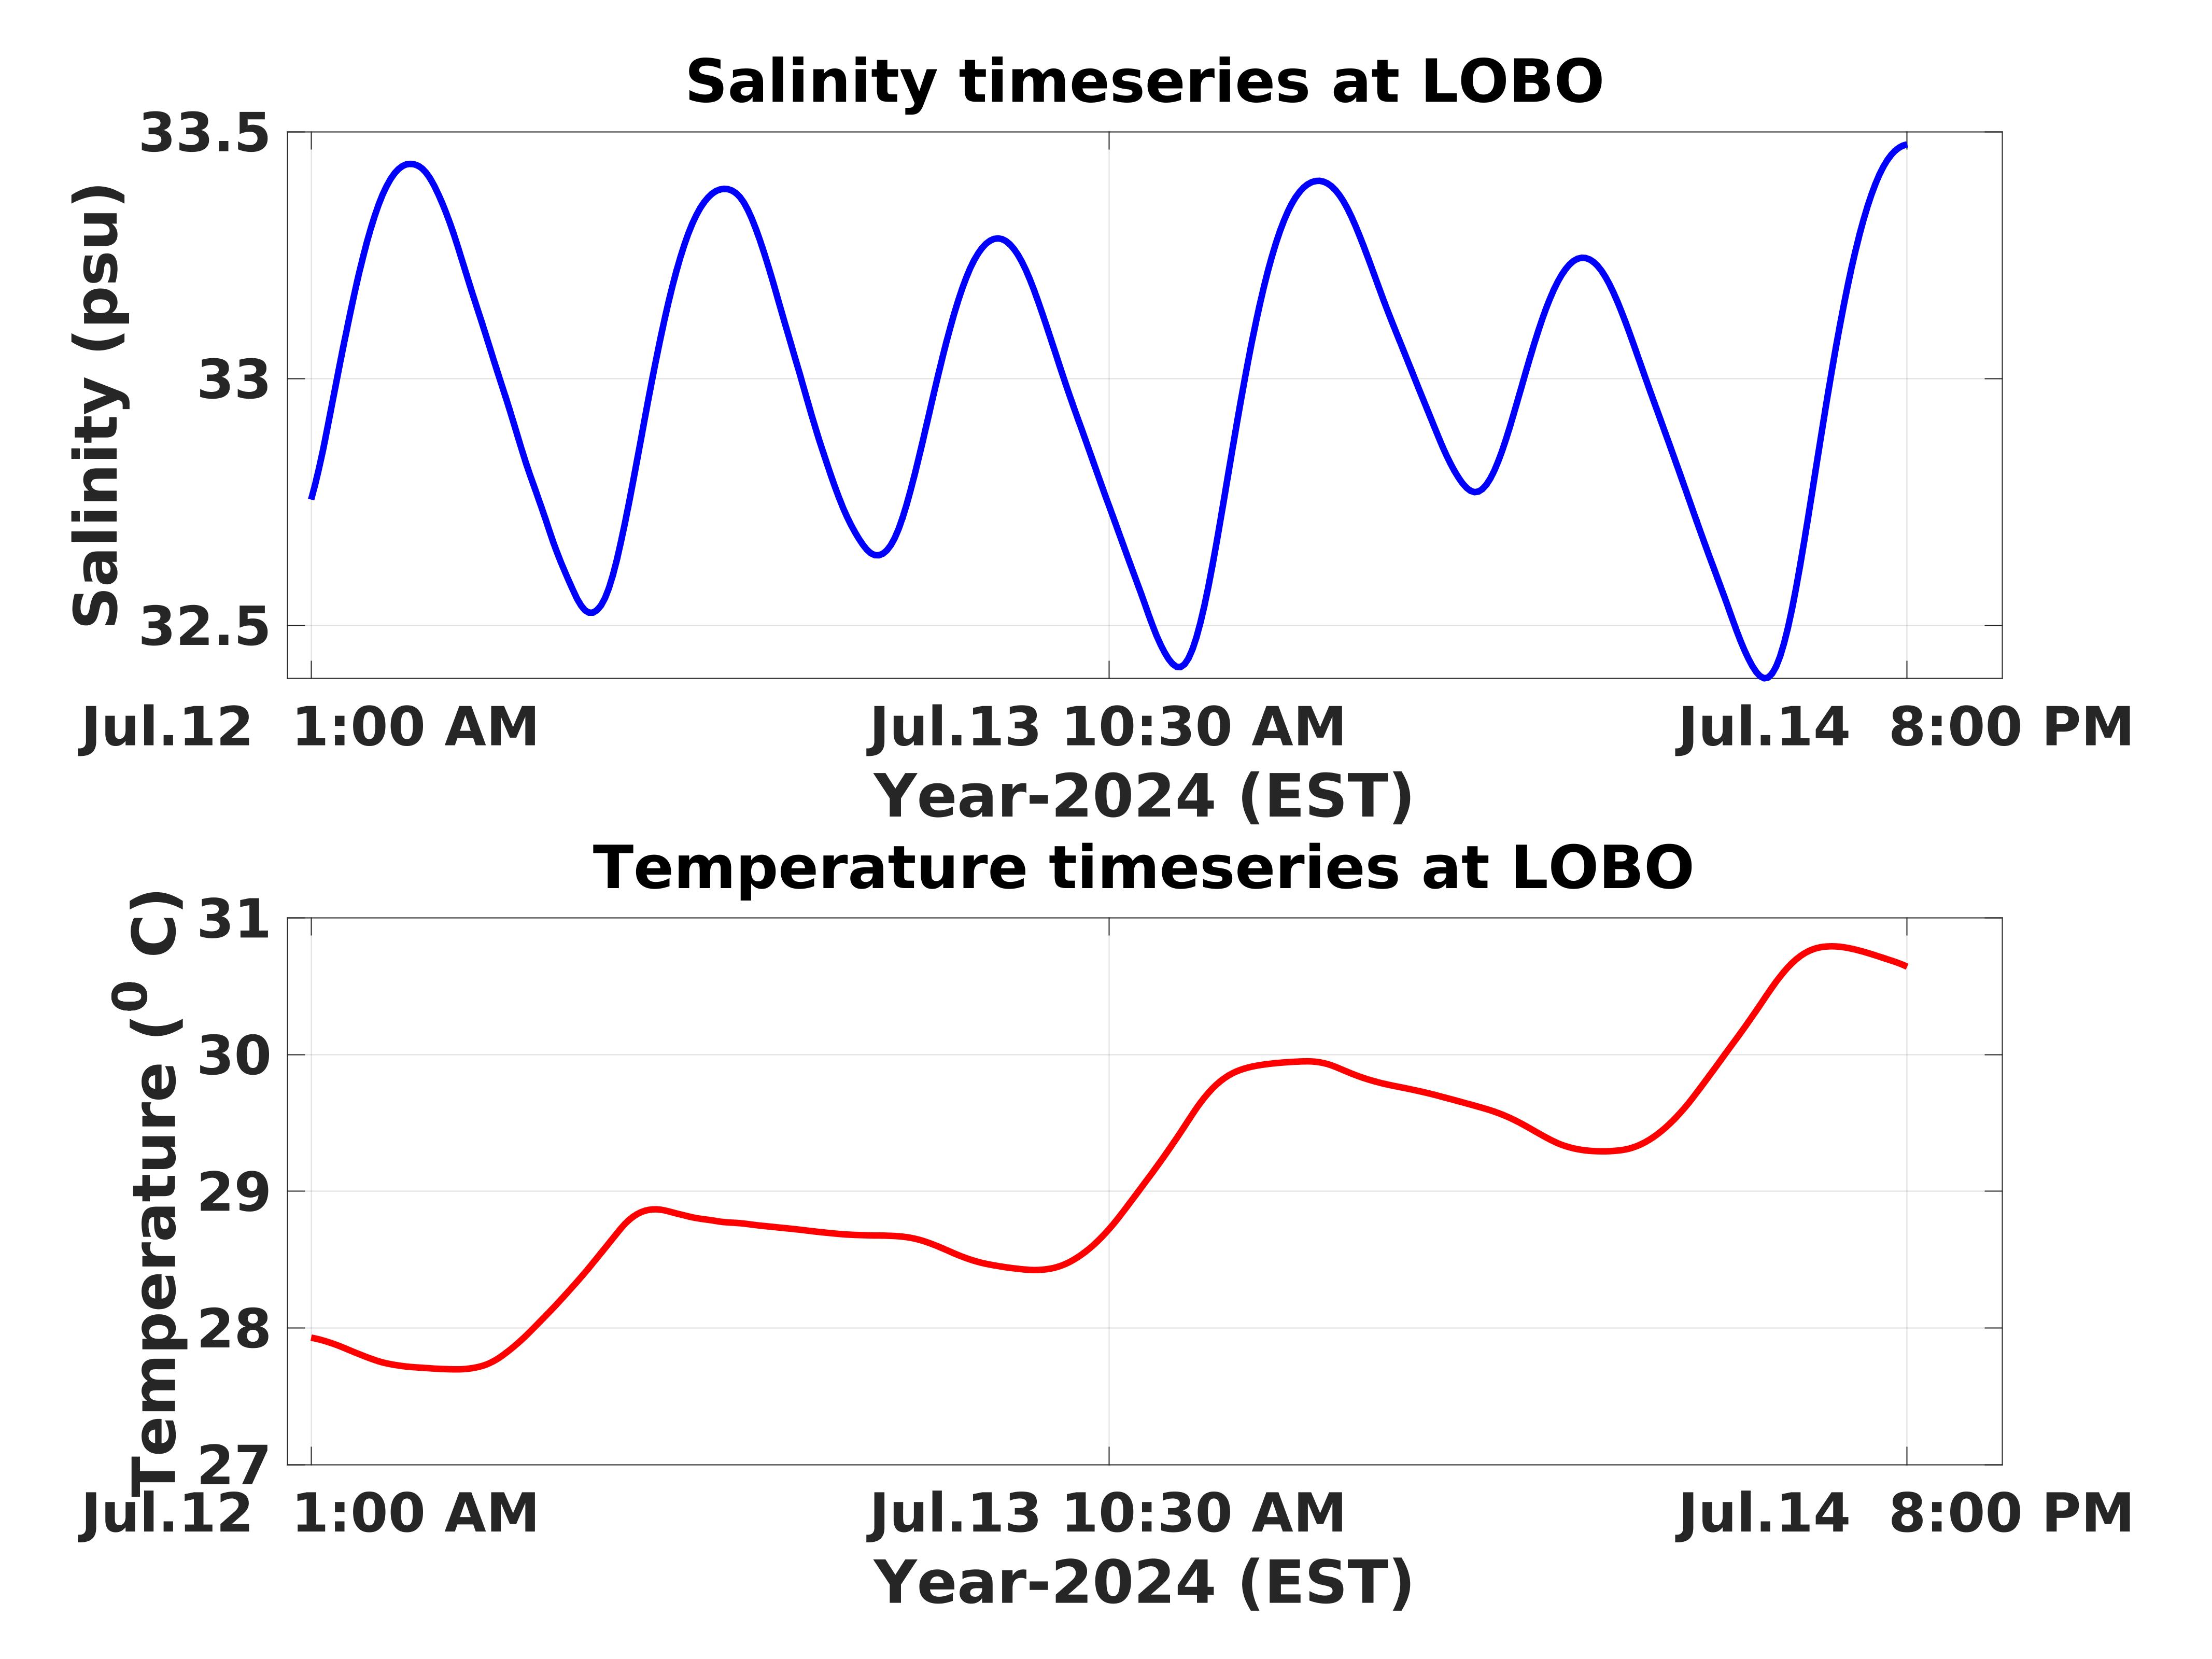 Salinity timeseries at LOBO
Salinity (psu)
33.5
33
32.5
Jul.12  1:00 AM
Jul.13 10:30 AM
Jul.14  8:00 PM
Year-2024 (EST)
Temperature timeseries at LOBO
Temperature (⁰ C)
31
30
29
28
27
Jul.12  1:00 AM
Jul.13 10:30 AM
Jul.14  8:00 PM
Year-2024 (EST)